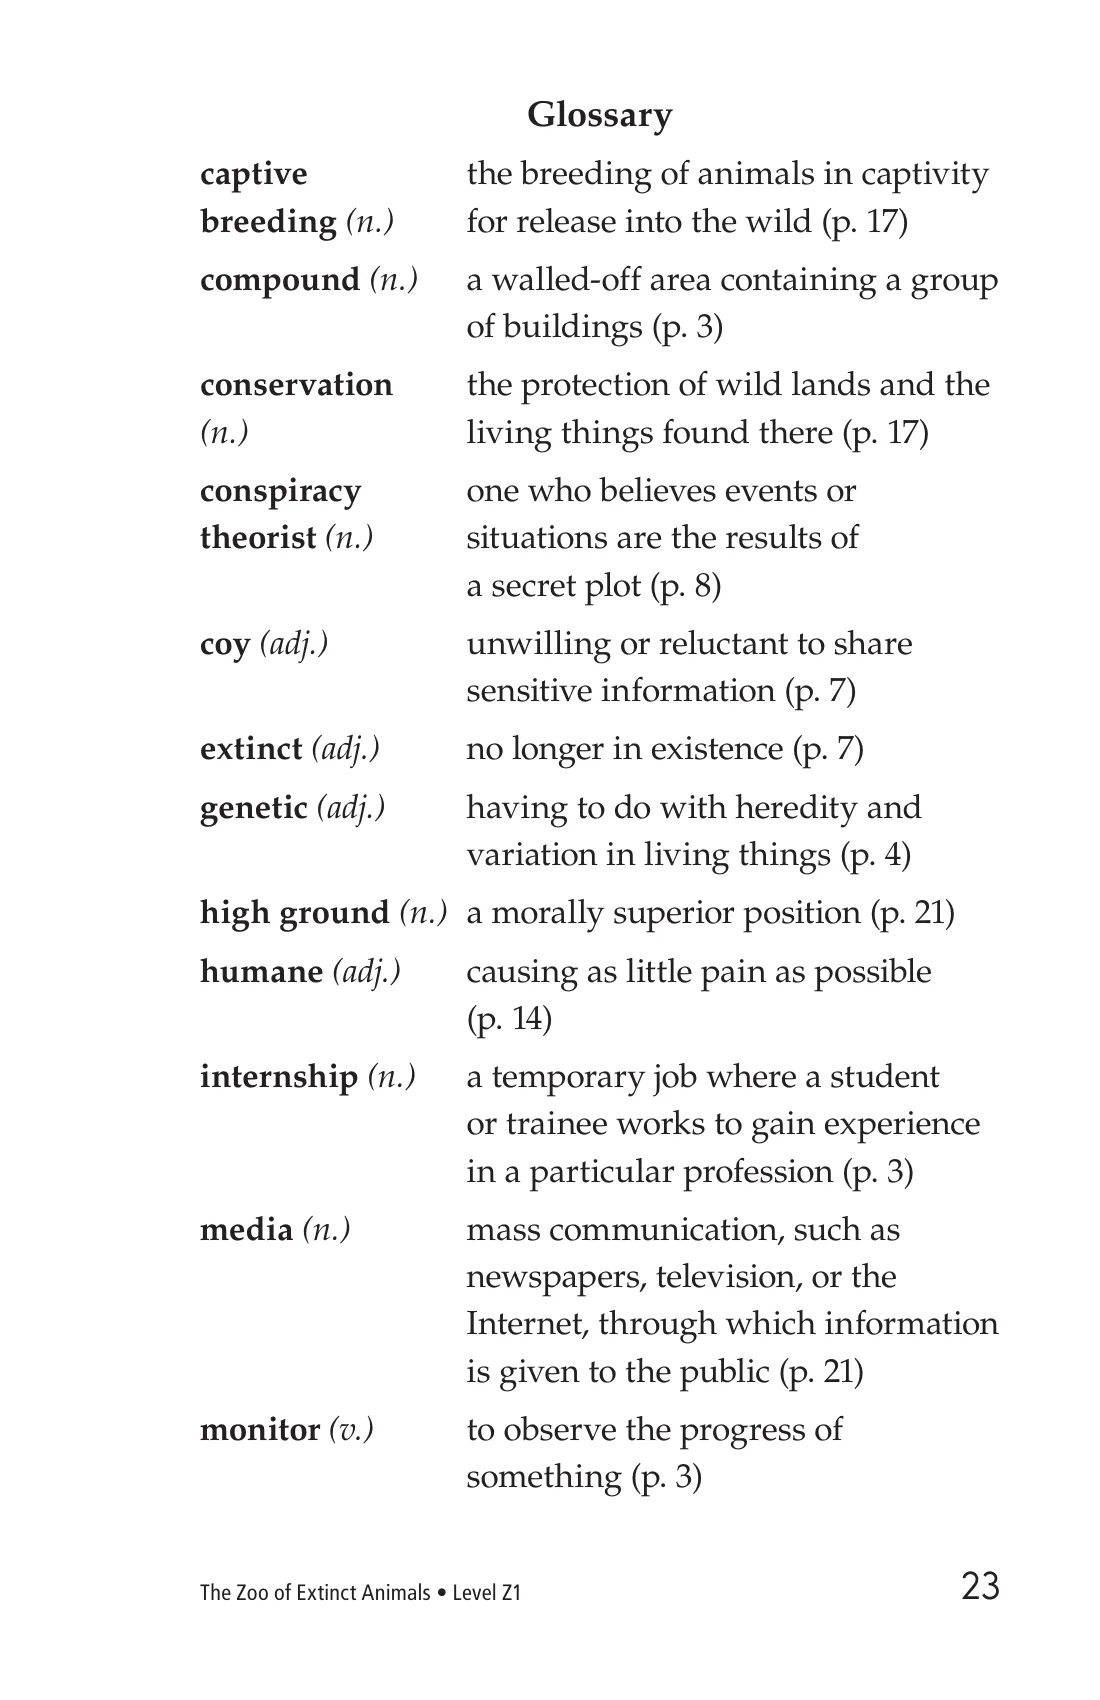 Glossary
captive the breeding of animals in captivity
breeding (n.) for release into the wild (p. 17)
compound (n.) a walled-off area containing a group
of buildings (p. 3)
conservation the protection of wild lands and the
(n.) living things found there (p. 17)
conspiracy one who believes events or
theorist (n.) situations are the results of
a secret plot (p. 8)
coy (adj.) unwilling or reluctant to share
sensitive information (p. 7)
extinct (adj.) no longer in existence (p. 7)
genetic (adj.) having to do with heredity and
variation in living things (p. 4)
high ground (n.) a morally superior position (p. 21)
humane (adj.) causing as little pain as possible
(p. 14)
internship (n.) a temporary job where a student
or trainee works to gain experience
in a particular profession (p. 3)
media (n.) mass communication, such as
newspapers, television, or the
Internet, through which information
is given to the public (p. 21)
monitor (v.) to observe the progress of
something (p. 3)
The Zoo of Extinct Animals • Level Z1 23